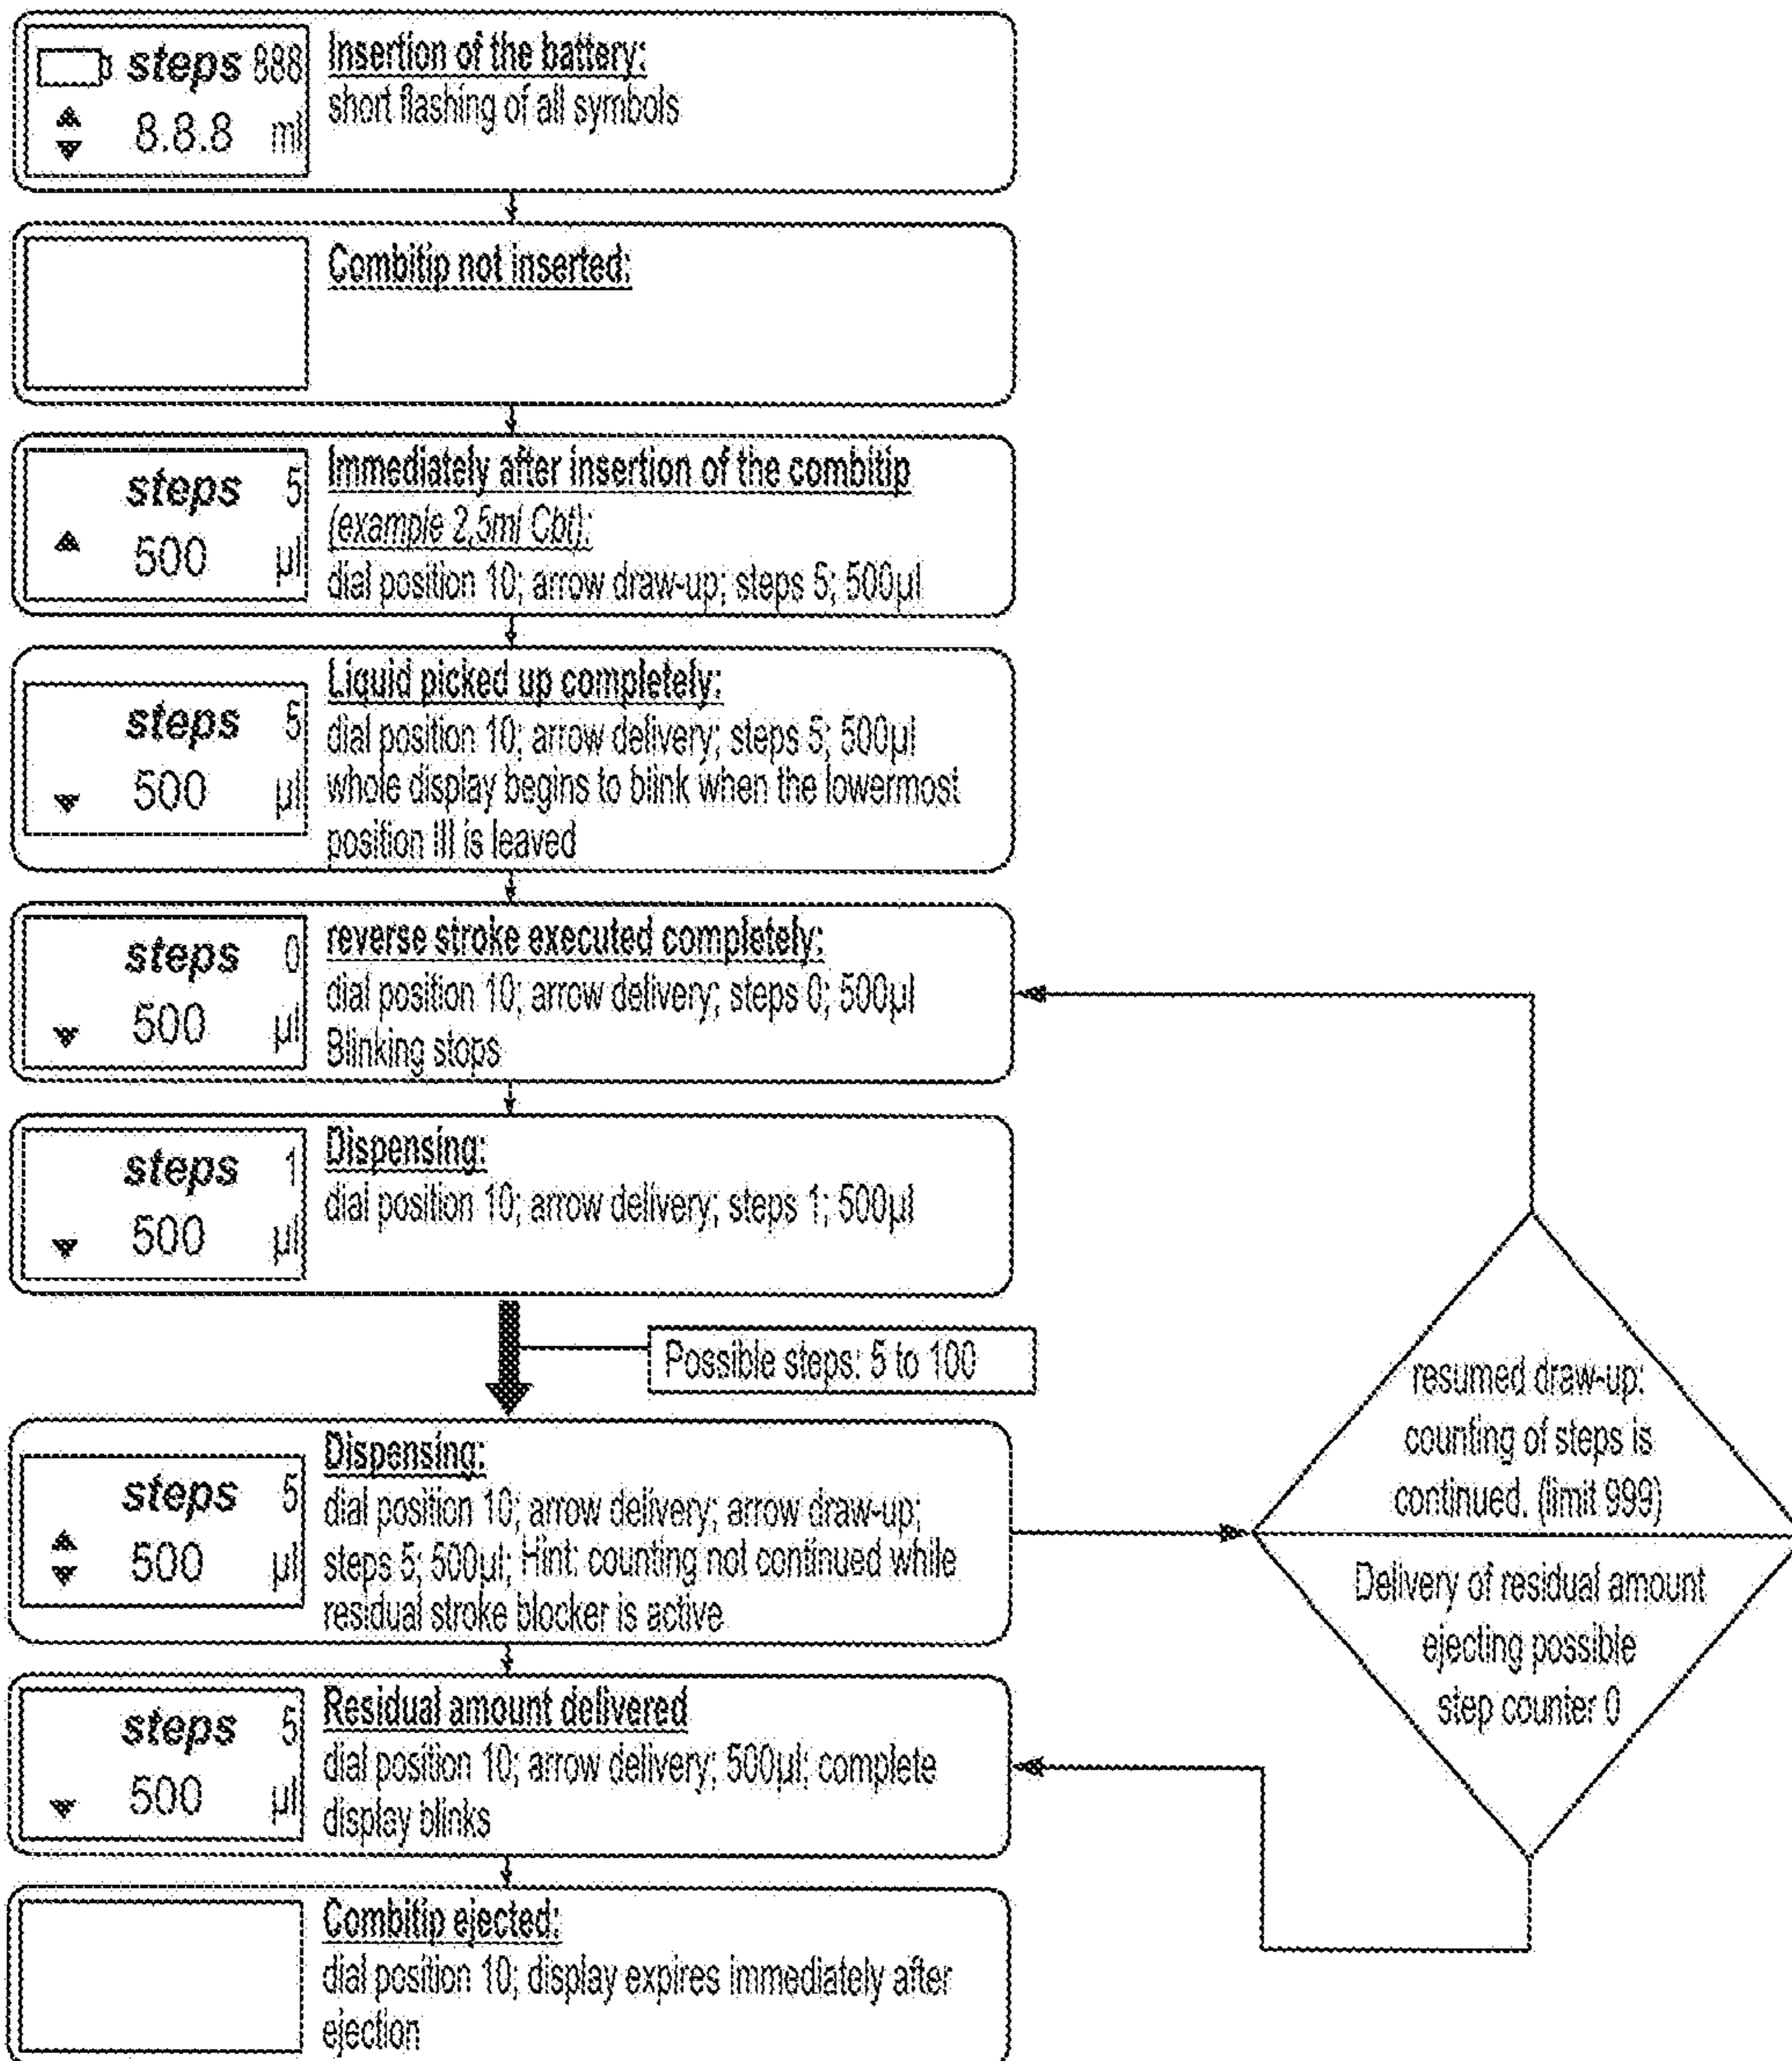 steps 888
8.8.8 ml
Insertion of the battery:
short flashing of all symbols
Combitip not inserted:
steps 5
500 µl
Immediately after insertion of the combitip
(example 2,5ml Cbt):
dial position 10; arrow draw-up; steps 5; 500µl
steps 5
500 µl
Liquid picked up completely:
dial position 10; arrow delivery; steps 5; 500µl
whole display begins to blink when the lowermost
position III is leaved
steps 0
500 µl
reverse stroke executed completely:
dial position 10; arrow delivery; steps 0; 500µl
Blinking stops
steps 1
500 µl
Dispensing:
dial position 10; arrow delivery; steps 1; 500µl
Possible steps: 5 to 100
steps 5
500 µl
Dispensing:
dial position 10; arrow delivery; arrow draw-up;
steps 5; 500µl; Hint: counting not continued while
residual stroke blocker is active
resumed draw-up:
counting of steps is
continued. (limit 999)
Delivery of residual amount
ejecting possible
step counter 0
steps 5
500 µl
Residual amount delivered
dial position 10; arrow delivery; 500µl; complete
display blinks
Combitip ejected:
dial position 10; display expires immediately after
ejection